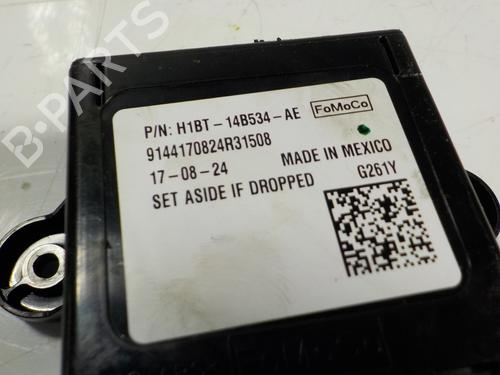 B-PARTS
P/N: H1BT-14B534-AE FoMoCo
9144170824R31508
17-08-24 MADE IN MEXICO
SET ASIDE IF DROPPED G261Y